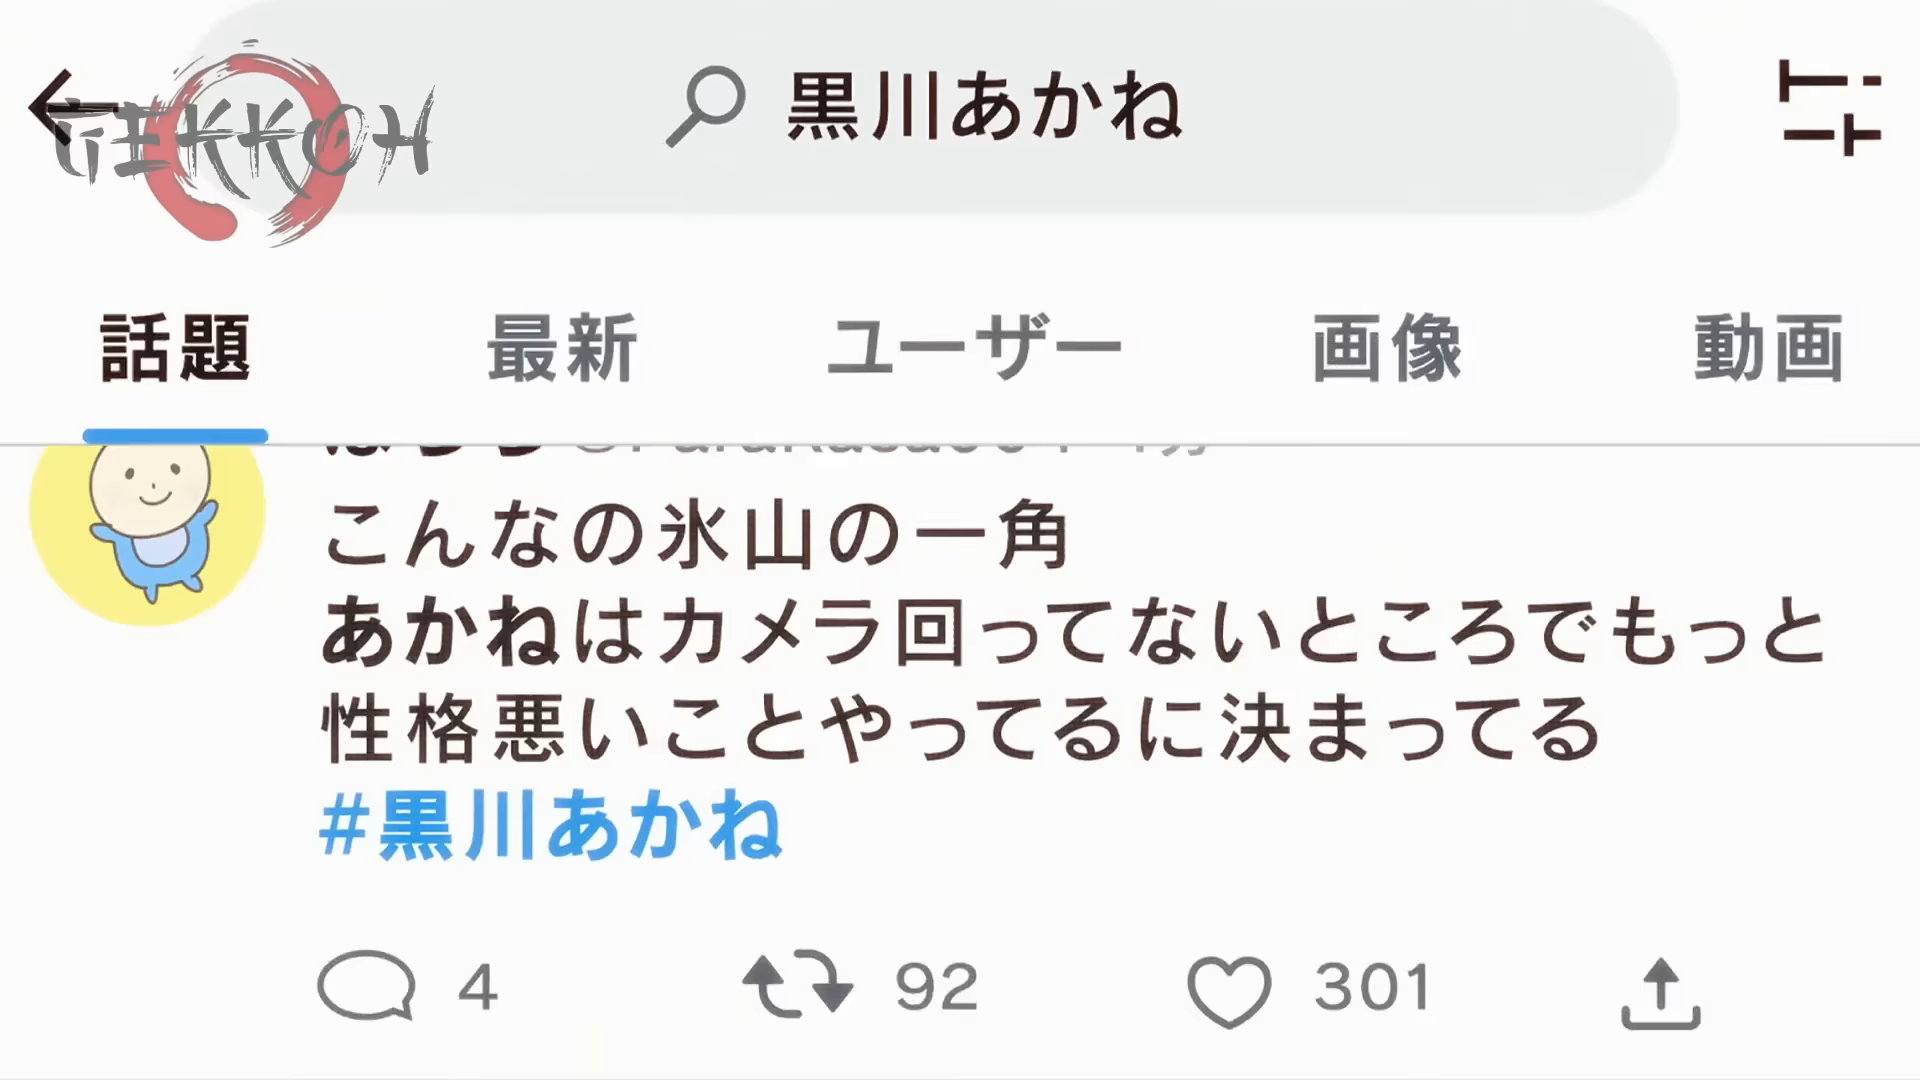 GEKKOH
黒川あかね
話題 最新 ユーザー 画像 動画
こんなの氷山の一角
あかねはカメラ回ってないところでもっと
性格悪いことやってるに決まってる
#黒川あかね
4 92 301